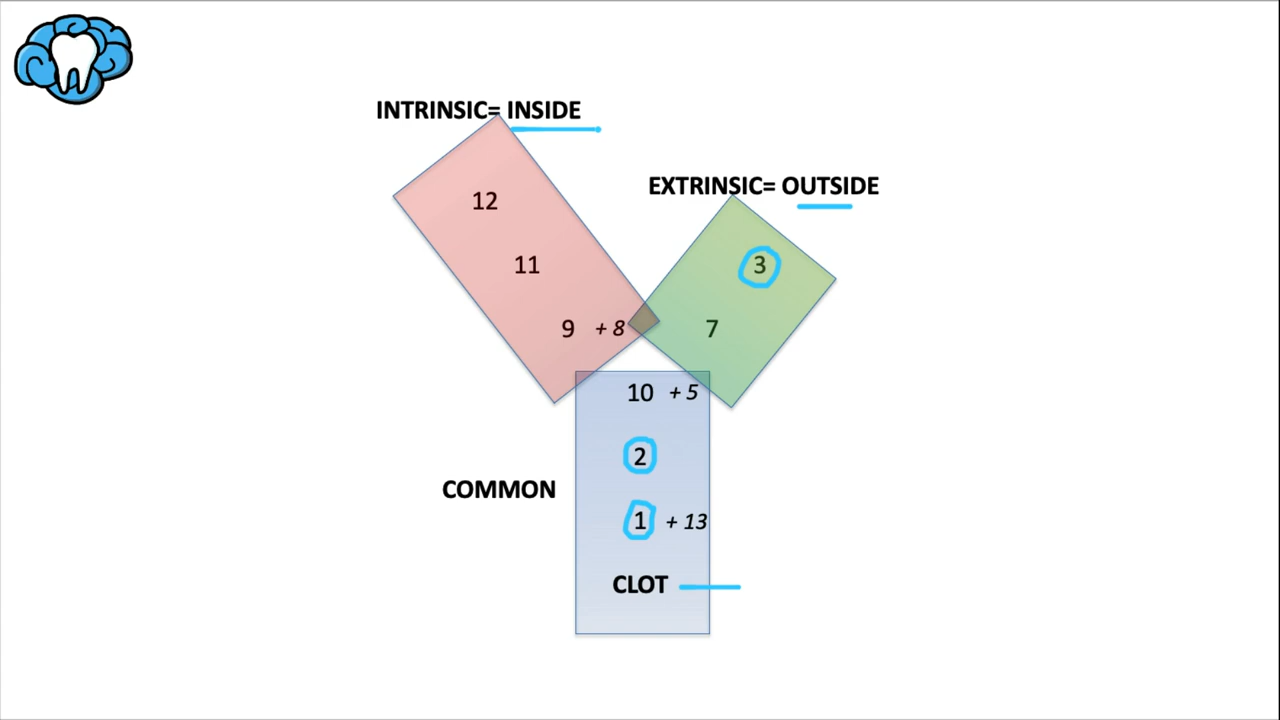 INTRINSIC= INSIDE
EXTRINSIC= OUTSIDE
12
3
11
9 + 8
7
10 + 5
2
COMMON
1 + 13
CLOT